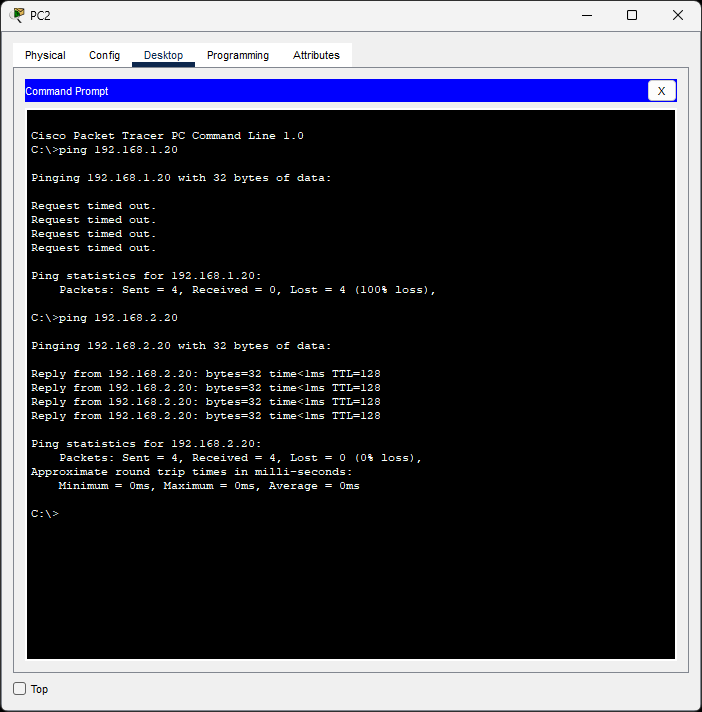 PC2
Physical Config Desktop Programming Attributes
Command Prompt X
Cisco Packet Tracer PC Command Line 1.0
C:\>ping 192.168.1.20
Pinging 192.168.1.20 with 32 bytes of data:
Request timed out.
Request timed out.
Request timed out.
Request timed out.
Ping statistics for 192.168.1.20:
    Packets: Sent = 4, Received = 0, Lost = 4 (100% loss),
C:\>ping 192.168.2.20
Pinging 192.168.2.20 with 32 bytes of data:
Reply from 192.168.2.20: bytes=32 time<1ms TTL=128
Reply from 192.168.2.20: bytes=32 time<1ms TTL=128
Reply from 192.168.2.20: bytes=32 time<1ms TTL=128
Reply from 192.168.2.20: bytes=32 time<1ms TTL=128
Ping statistics for 192.168.2.20:
    Packets: Sent = 4, Received = 4, Lost = 0 (0% loss),
Approximate round trip times in milli-seconds:
    Minimum = 0ms, Maximum = 0ms, Average = 0ms
C:\>
Top